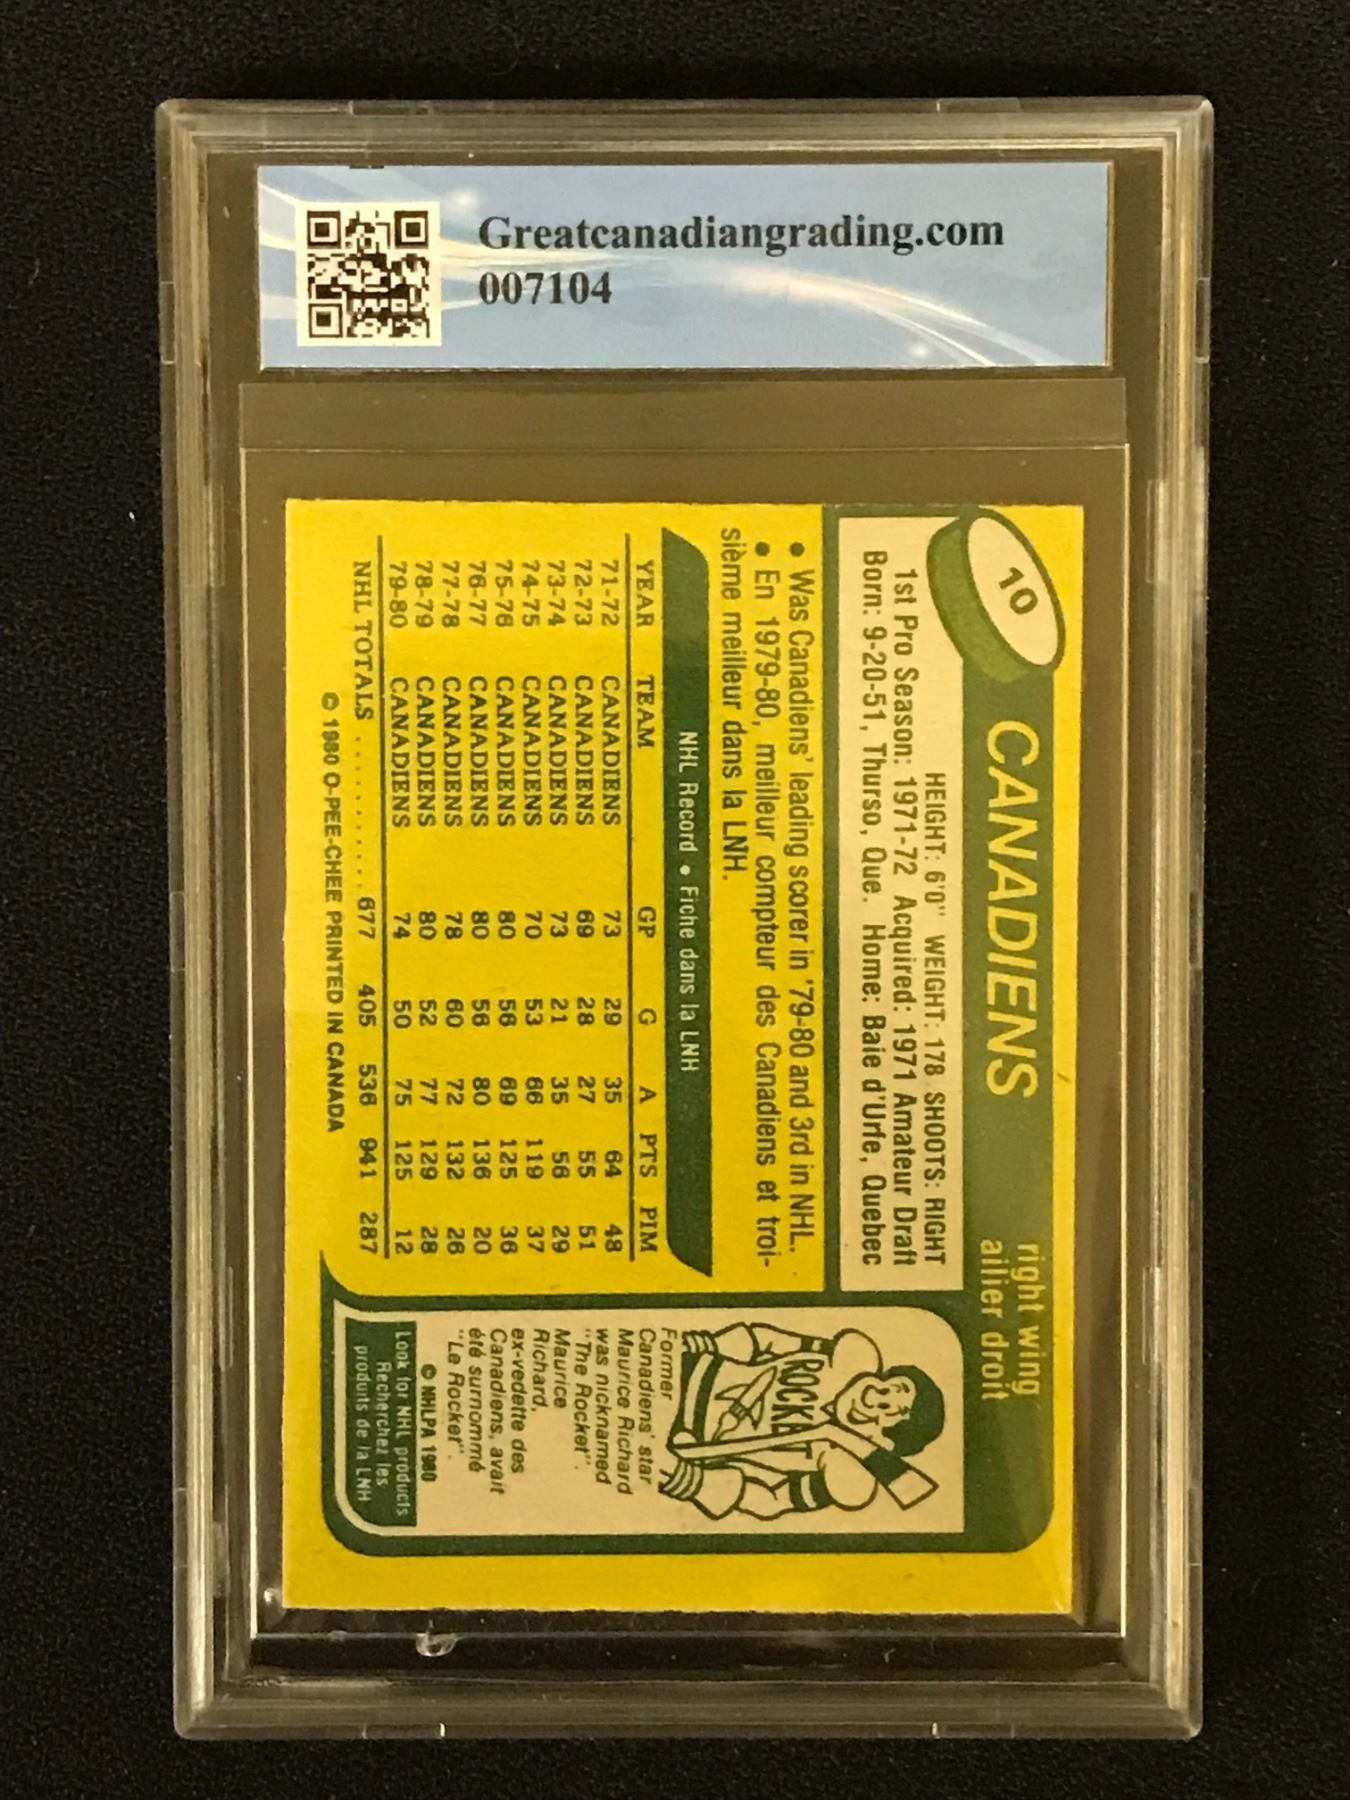 Greatcanadiangrading.com
007104
10
CANADIENS
right wing
ailier droit
HEIGHT: 6'0" WEIGHT: 178 SHOOTS: RIGHT
1st Pro Season: 1971-72 Acquired: 1971 Amateur Draft
Born: 9-20-51, Thurso, Que. Home: Baie d'Urfe, Quebec
• Was Canadiens' leading scorer in '79-80 and 3rd in NHL.
• En 1979-80, meilleur compteur des Canadiens et troi-
sième meilleur dans la LNH.
NHL Record • Fiche dans la LNH
YEAR TEAM GP G A PTS PIM
71-72 CANADIENS 73 29 35 64 48
72-73 CANADIENS 69 28 27 55 51
73-74 CANADIENS 73 21 35 56 29
74-75 CANADIENS 70 53 66 119 37
75-76 CANADIENS 80 56 69 125 36
76-77 CANADIENS 80 56 80 136 20
77-78 CANADIENS 78 60 72 132 26
78-79 CANADIENS 80 52 77 129 28
79-80 CANADIENS 74 50 75 125 12
NHL TOTALS .......... 677 405 536 941 287
© 1980 O-PEE-CHEE PRINTED IN CANADA
ROCKET
Former
Canadiens' star
Maurice Richard
was nicknamed
"The Rocket".
Maurice
Richard,
ex-vedette des
Canadiens, avait
été surnommé
"Le Rocket".
© NHLPA 1980
Look for NHL products
Recherchez les
produits de la LNH